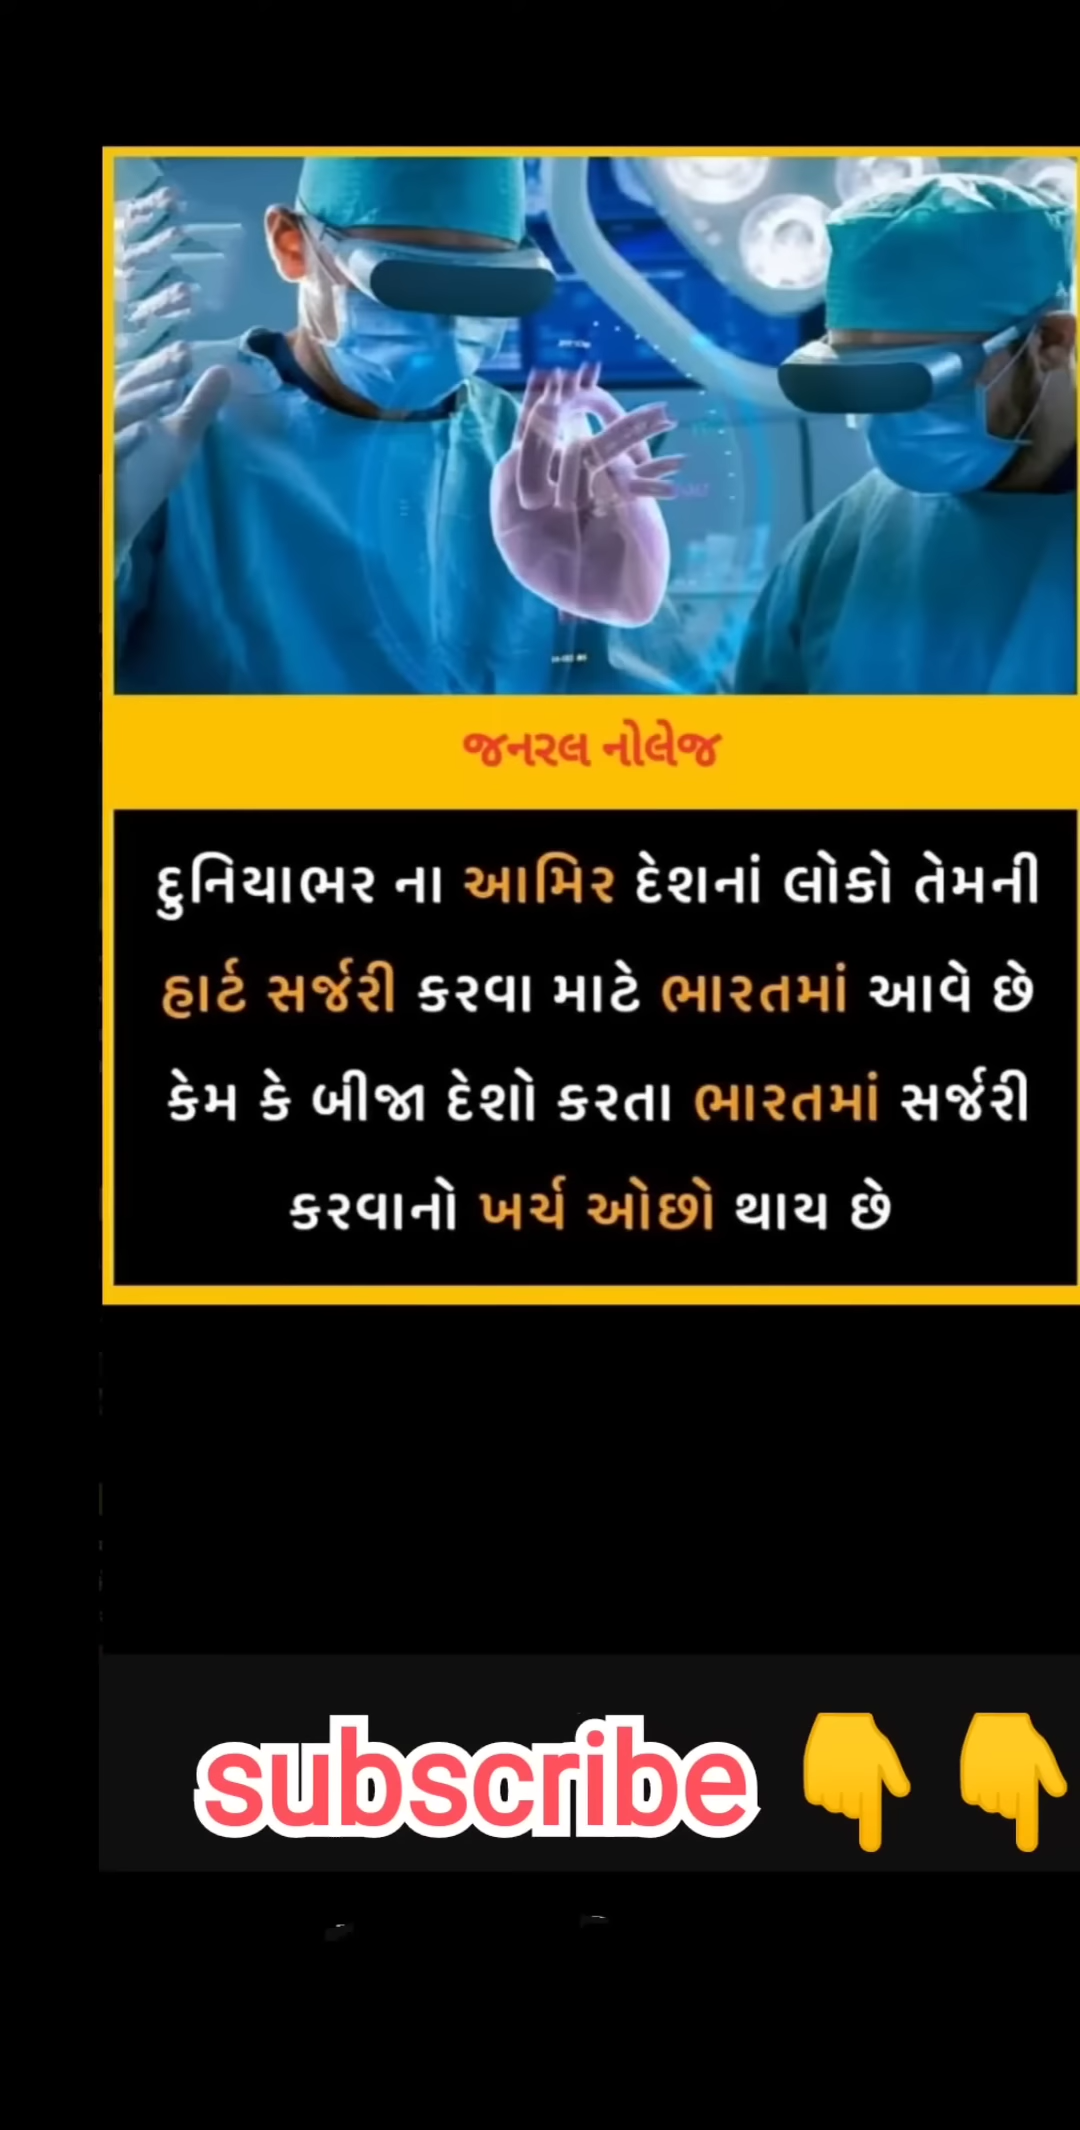 જનરલ નોલેજ
દુનિયાભર ના આમિર દેશનાં લોકો તેમની
હાર્ટ સર્જરી કરવા માટે ભારતમાં આવે છે
કેમ કે બીજા દેશો કરતા ભારતમાં સર્જરી
કરવાનો ખર્ચ ઓછો થાય છે
subscribe 👇👇